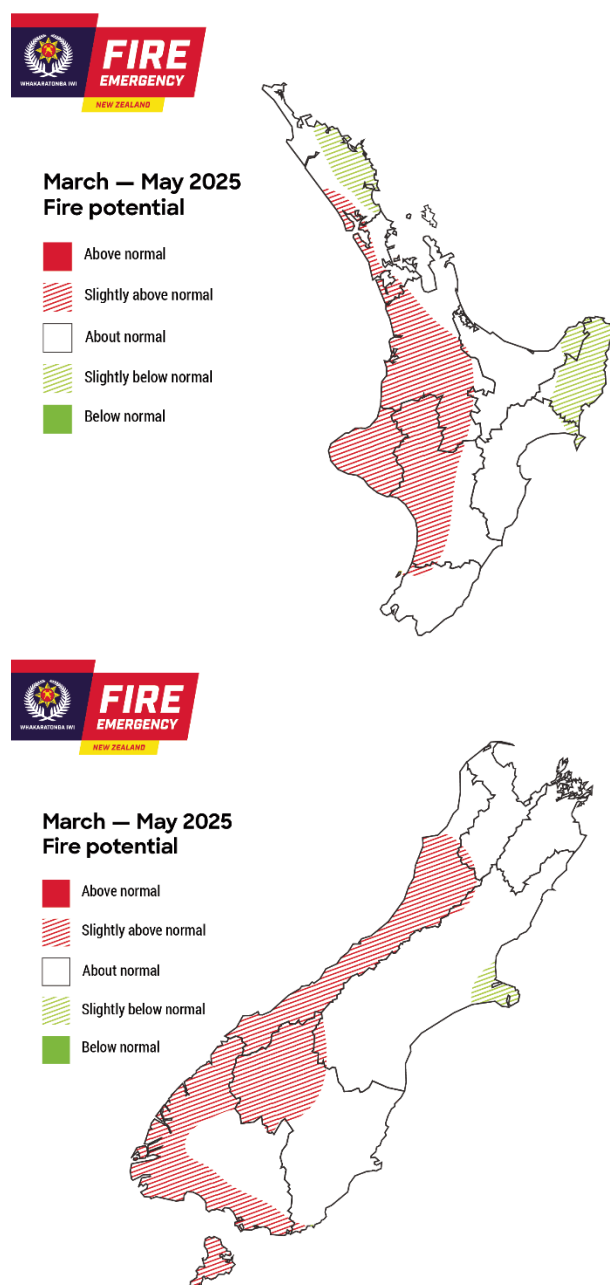 FIRE
EMERGENCY
WHAKARATONGA IWI
NEW ZEALAND
March — May 2025
Fire potential
Above normal
Slightly above normal
About normal
Slightly below normal
Below normal
FIRE
EMERGENCY
WHAKARATONGA IWI
NEW ZEALAND
March — May 2025
Fire potential
Above normal
Slightly above normal
About normal
Slightly below normal
Below normal